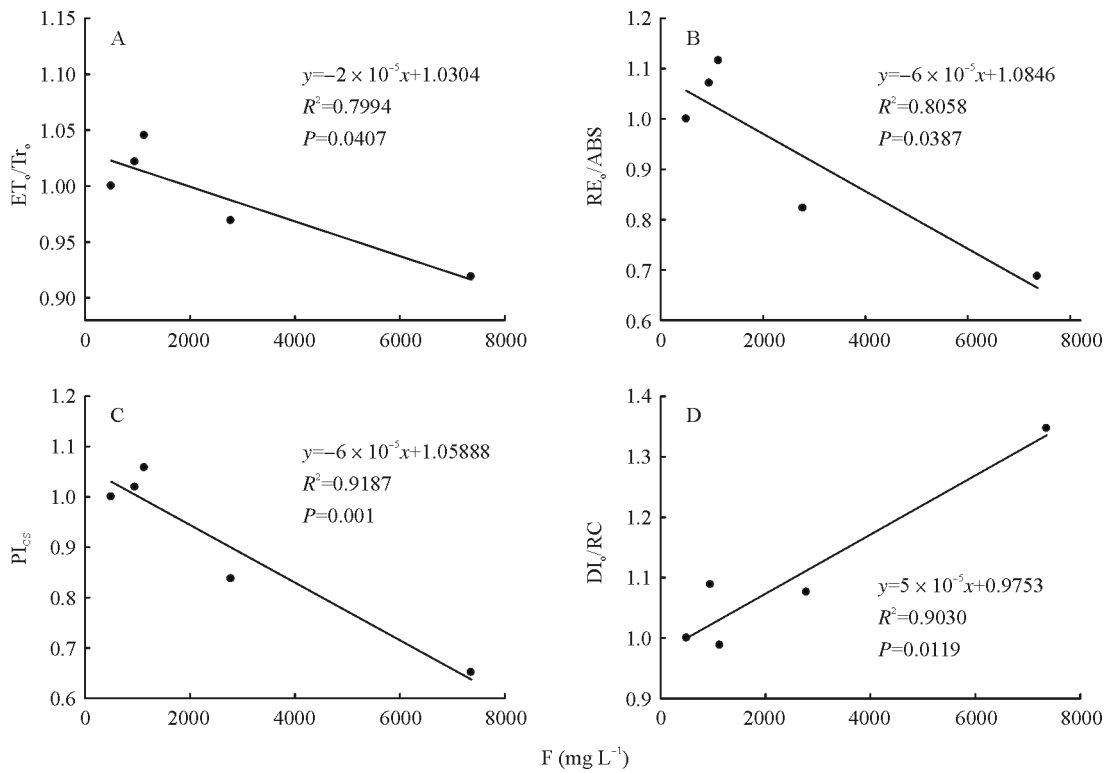 A
y=−2 × 10⁻⁵x+1.0304
R²=0.7994
P=0.0407
ETₒ/Trₒ
1.15
1.10
1.05
1.00
0.95
0.90
0 2000 4000 6000 8000
B
y=−6 × 10⁻⁵x+1.0846
R²=0.8058
P=0.0387
REₒ/ABS
1.2
1.1
1.0
0.9
0.8
0.7
0.6
0 2000 4000 6000 8000
C
y=−6 × 10⁻⁵x+1.05888
R²=0.9187
P=0.001
PI_CS
1.2
1.1
1.0
0.9
0.8
0.7
0.6
0 2000 4000 6000 8000
D
y=5 × 10⁻⁵x+0.9753
R²=0.9030
P=0.0119
DIₒ/RC
1.4
1.3
1.2
1.1
1.0
0.9
0 2000 4000 6000 8000
F (mg L⁻¹)